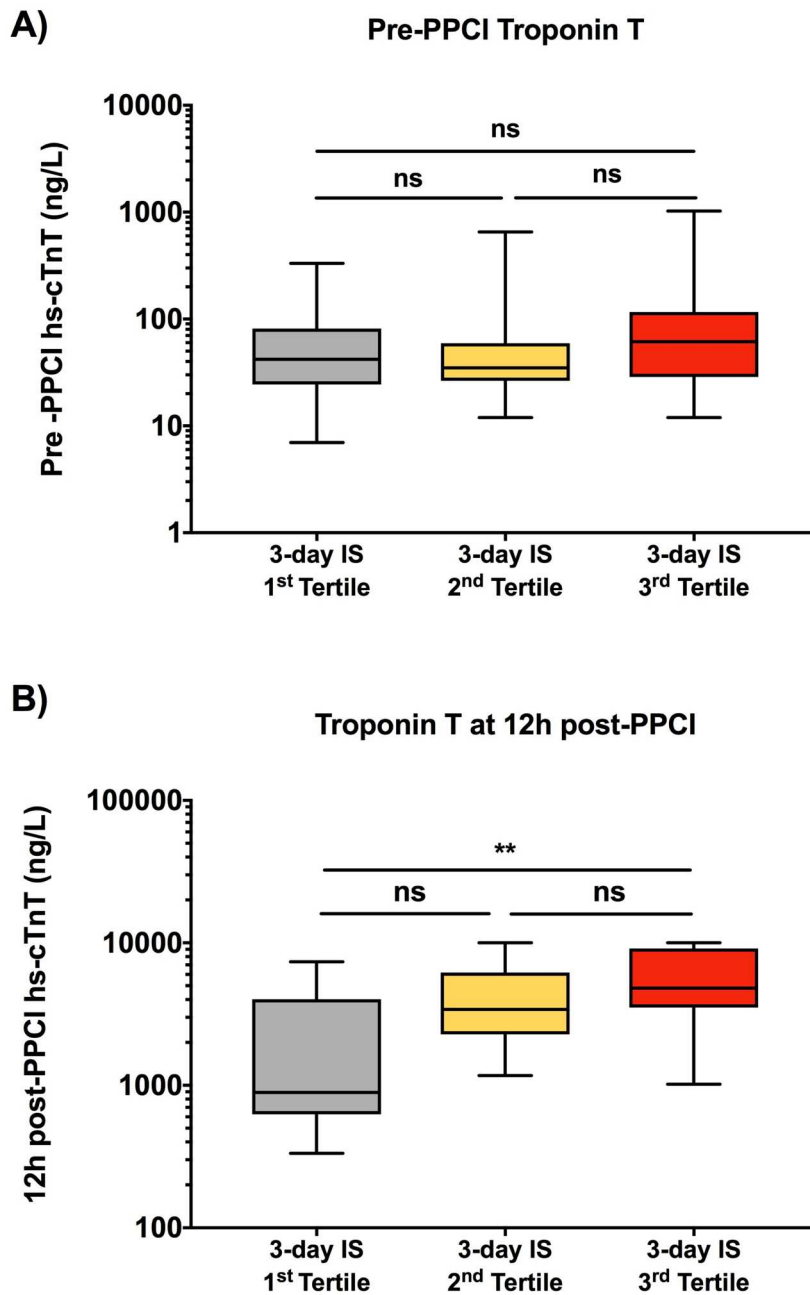 A)
Pre-PPCI Troponin T
Pre -PPCI hs-cTnT (ng/L)
10000
1000
100
10
1
ns
ns
ns
3-day IS
1st Tertile
3-day IS
2nd Tertile
3-day IS
3rd Tertile
B)
Troponin T at 12h post-PPCI
12h post-PPCI hs-cTnT (ng/L)
100000
10000
1000
100
**
ns
ns
3-day IS
1st Tertile
3-day IS
2nd Tertile
3-day IS
3rd Tertile